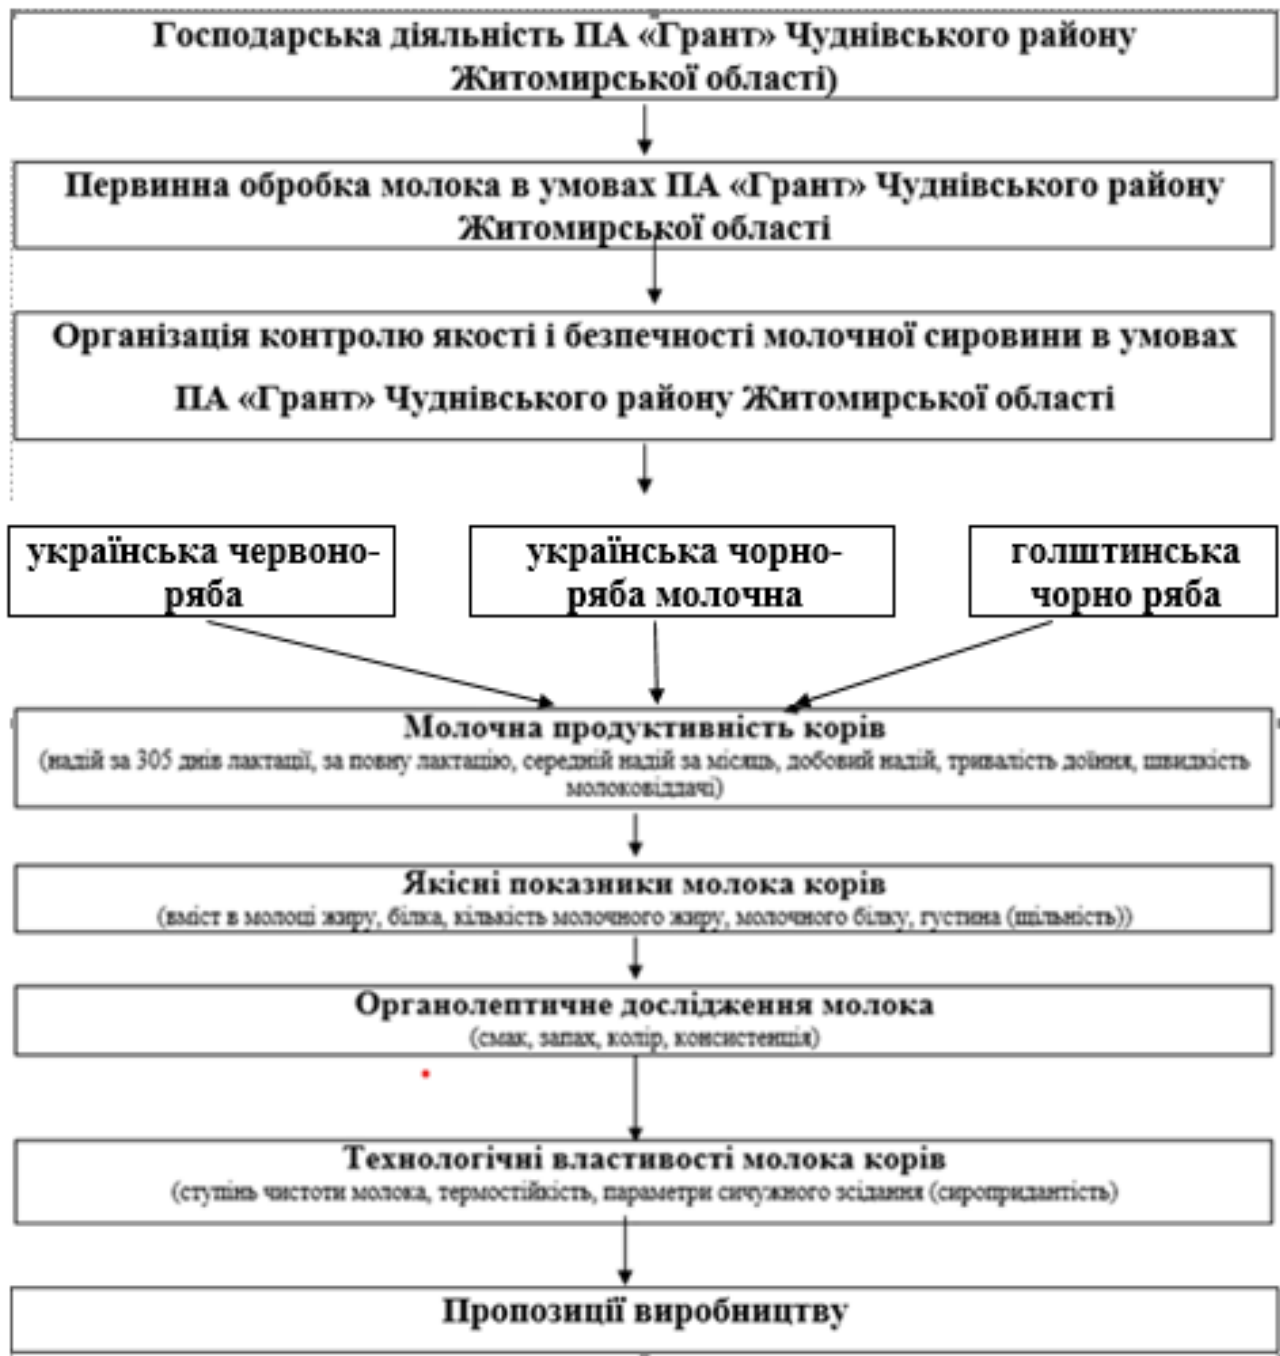 Господарська діяльність ПА «Грант» Чуднівського району
Житомирської області)
Первинна обробка молока в умовах ПА «Грант» Чуднівського району
Житомирської області
Організація контролю якості і безпечності молочної сировини в умовах
ПА «Грант» Чуднівського району Житомирської області
українська червоно-
ряба
українська чорно-
ряба молочна
голштинська
чорно ряба
Молочна продуктивність корів
(надій за 305 днів лактації, за повну лактацію, середній надій за місяць, добовий надій, тривалість доїння, швидкість
молоковіддачі)
Якісні показники молока корів
(вміст в молоці жиру, білка, кількість молочного жиру, молочного білку, густина (щільність))
Органолептичне дослідження молока
(смак, запах, колір, консистенція)
Технологічні властивості молока корів
(ступінь чистоти молока, термостійкість, параметри сичужного зсідання (сиропридантість)
Пропозиції виробництву